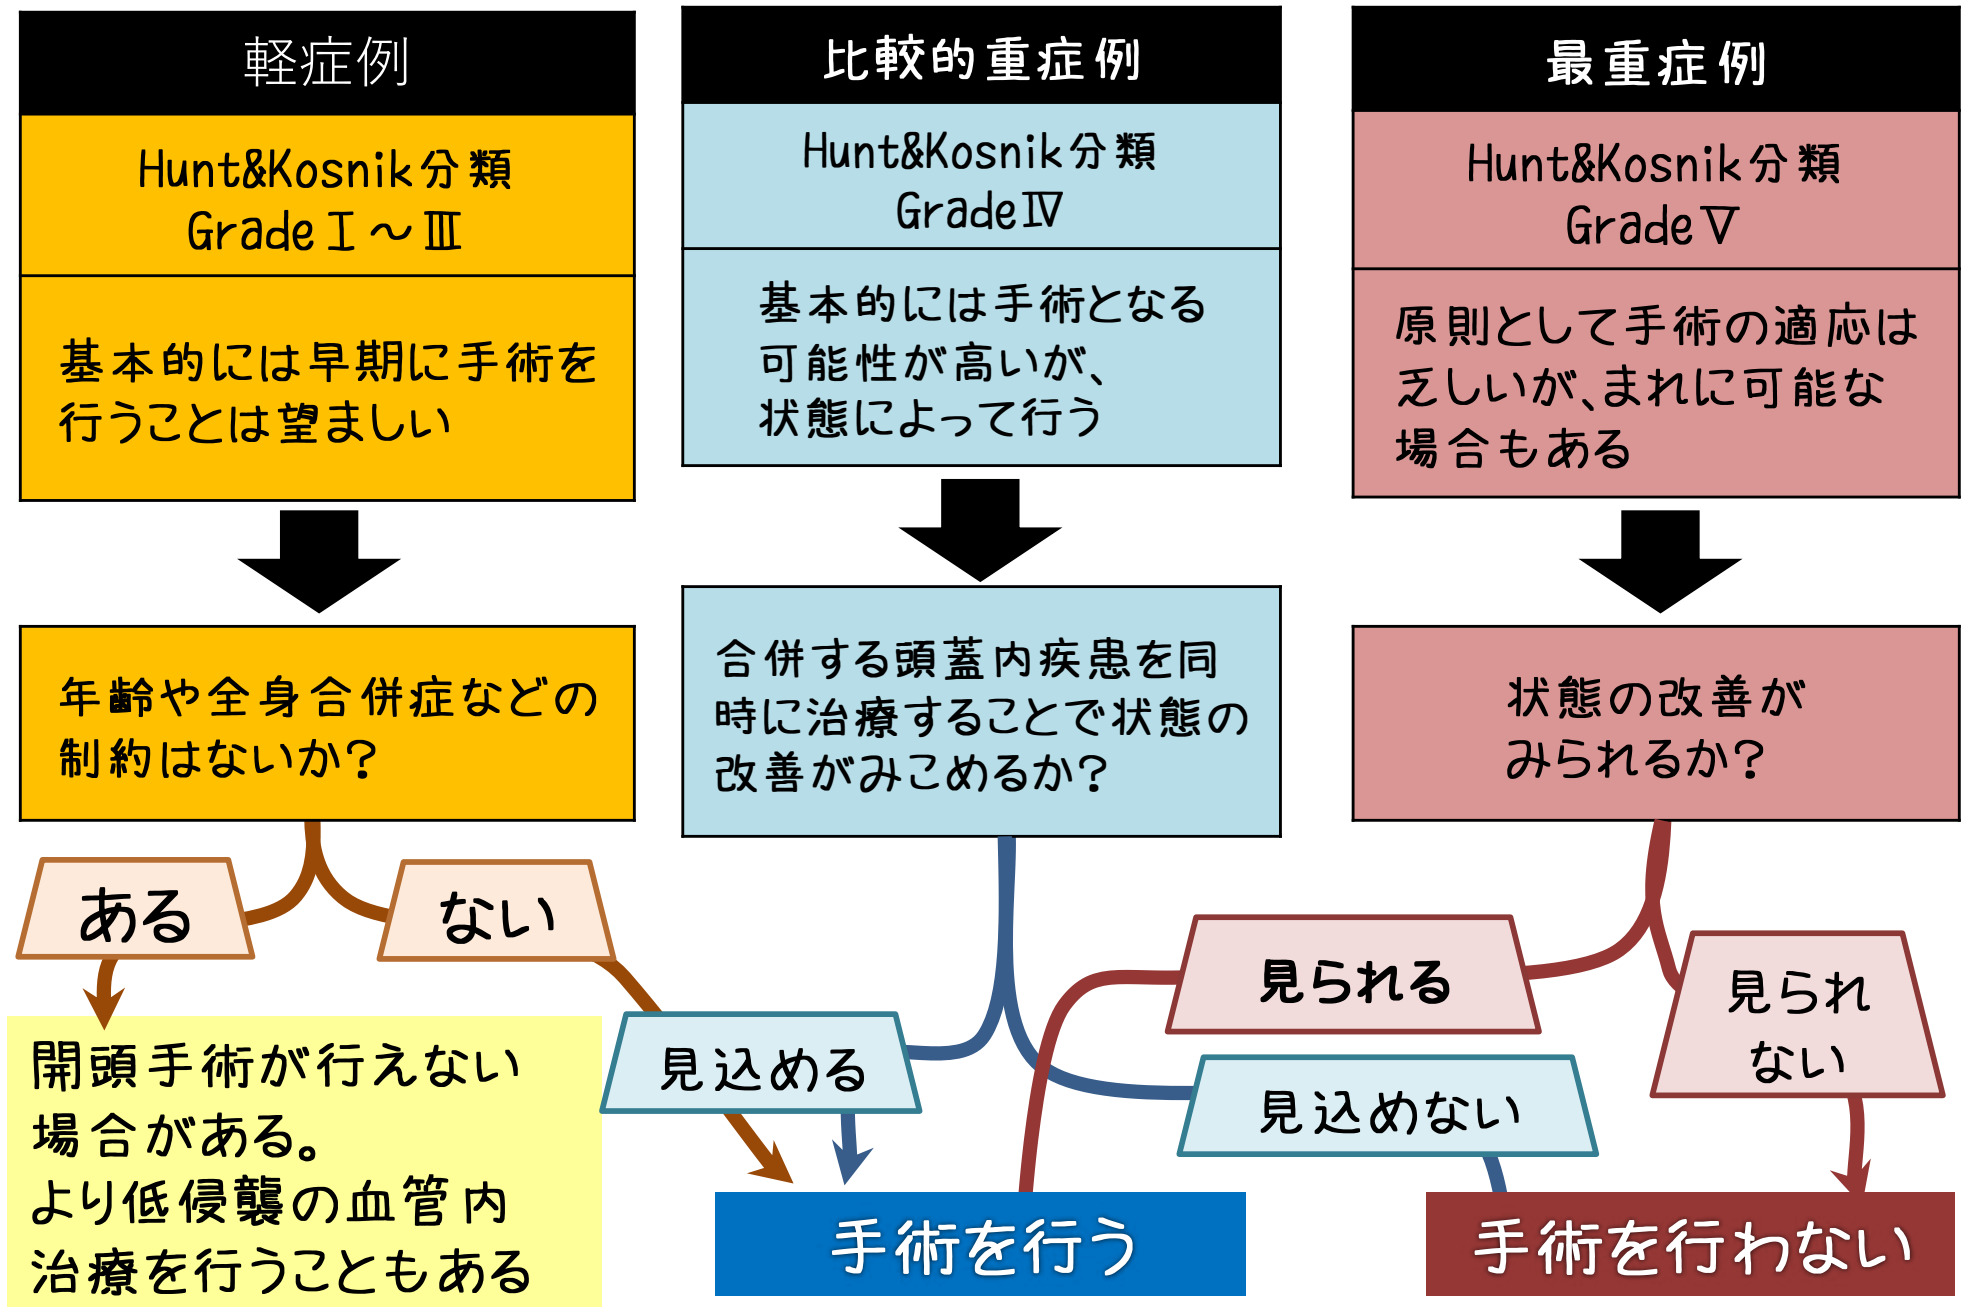 軽症例
Hunt&Kosnik分類
GradeⅠ～Ⅲ
基本的には早期に手術を
行うことは望ましい
年齢や全身合併症などの
制約はないか？
ある
ない
開頭手術が行えない
場合がある。
より低侵襲の血管内
治療を行うこともある
比較的重症例
Hunt&Kosnik分類
GradeⅣ
基本的には手術となる
可能性が高いが、
状態によって行う
合併する頭蓋内疾患を同
時に治療することで状態の
改善がみこめるか？
見込める
見込めない
最重症例
Hunt&Kosnik分類
GradeⅤ
原則として手術の適応は
乏しいが、まれに可能な
場合もある
状態の改善が
みられるか？
見られる
見られ
ない
手術を行う
手術を行わない